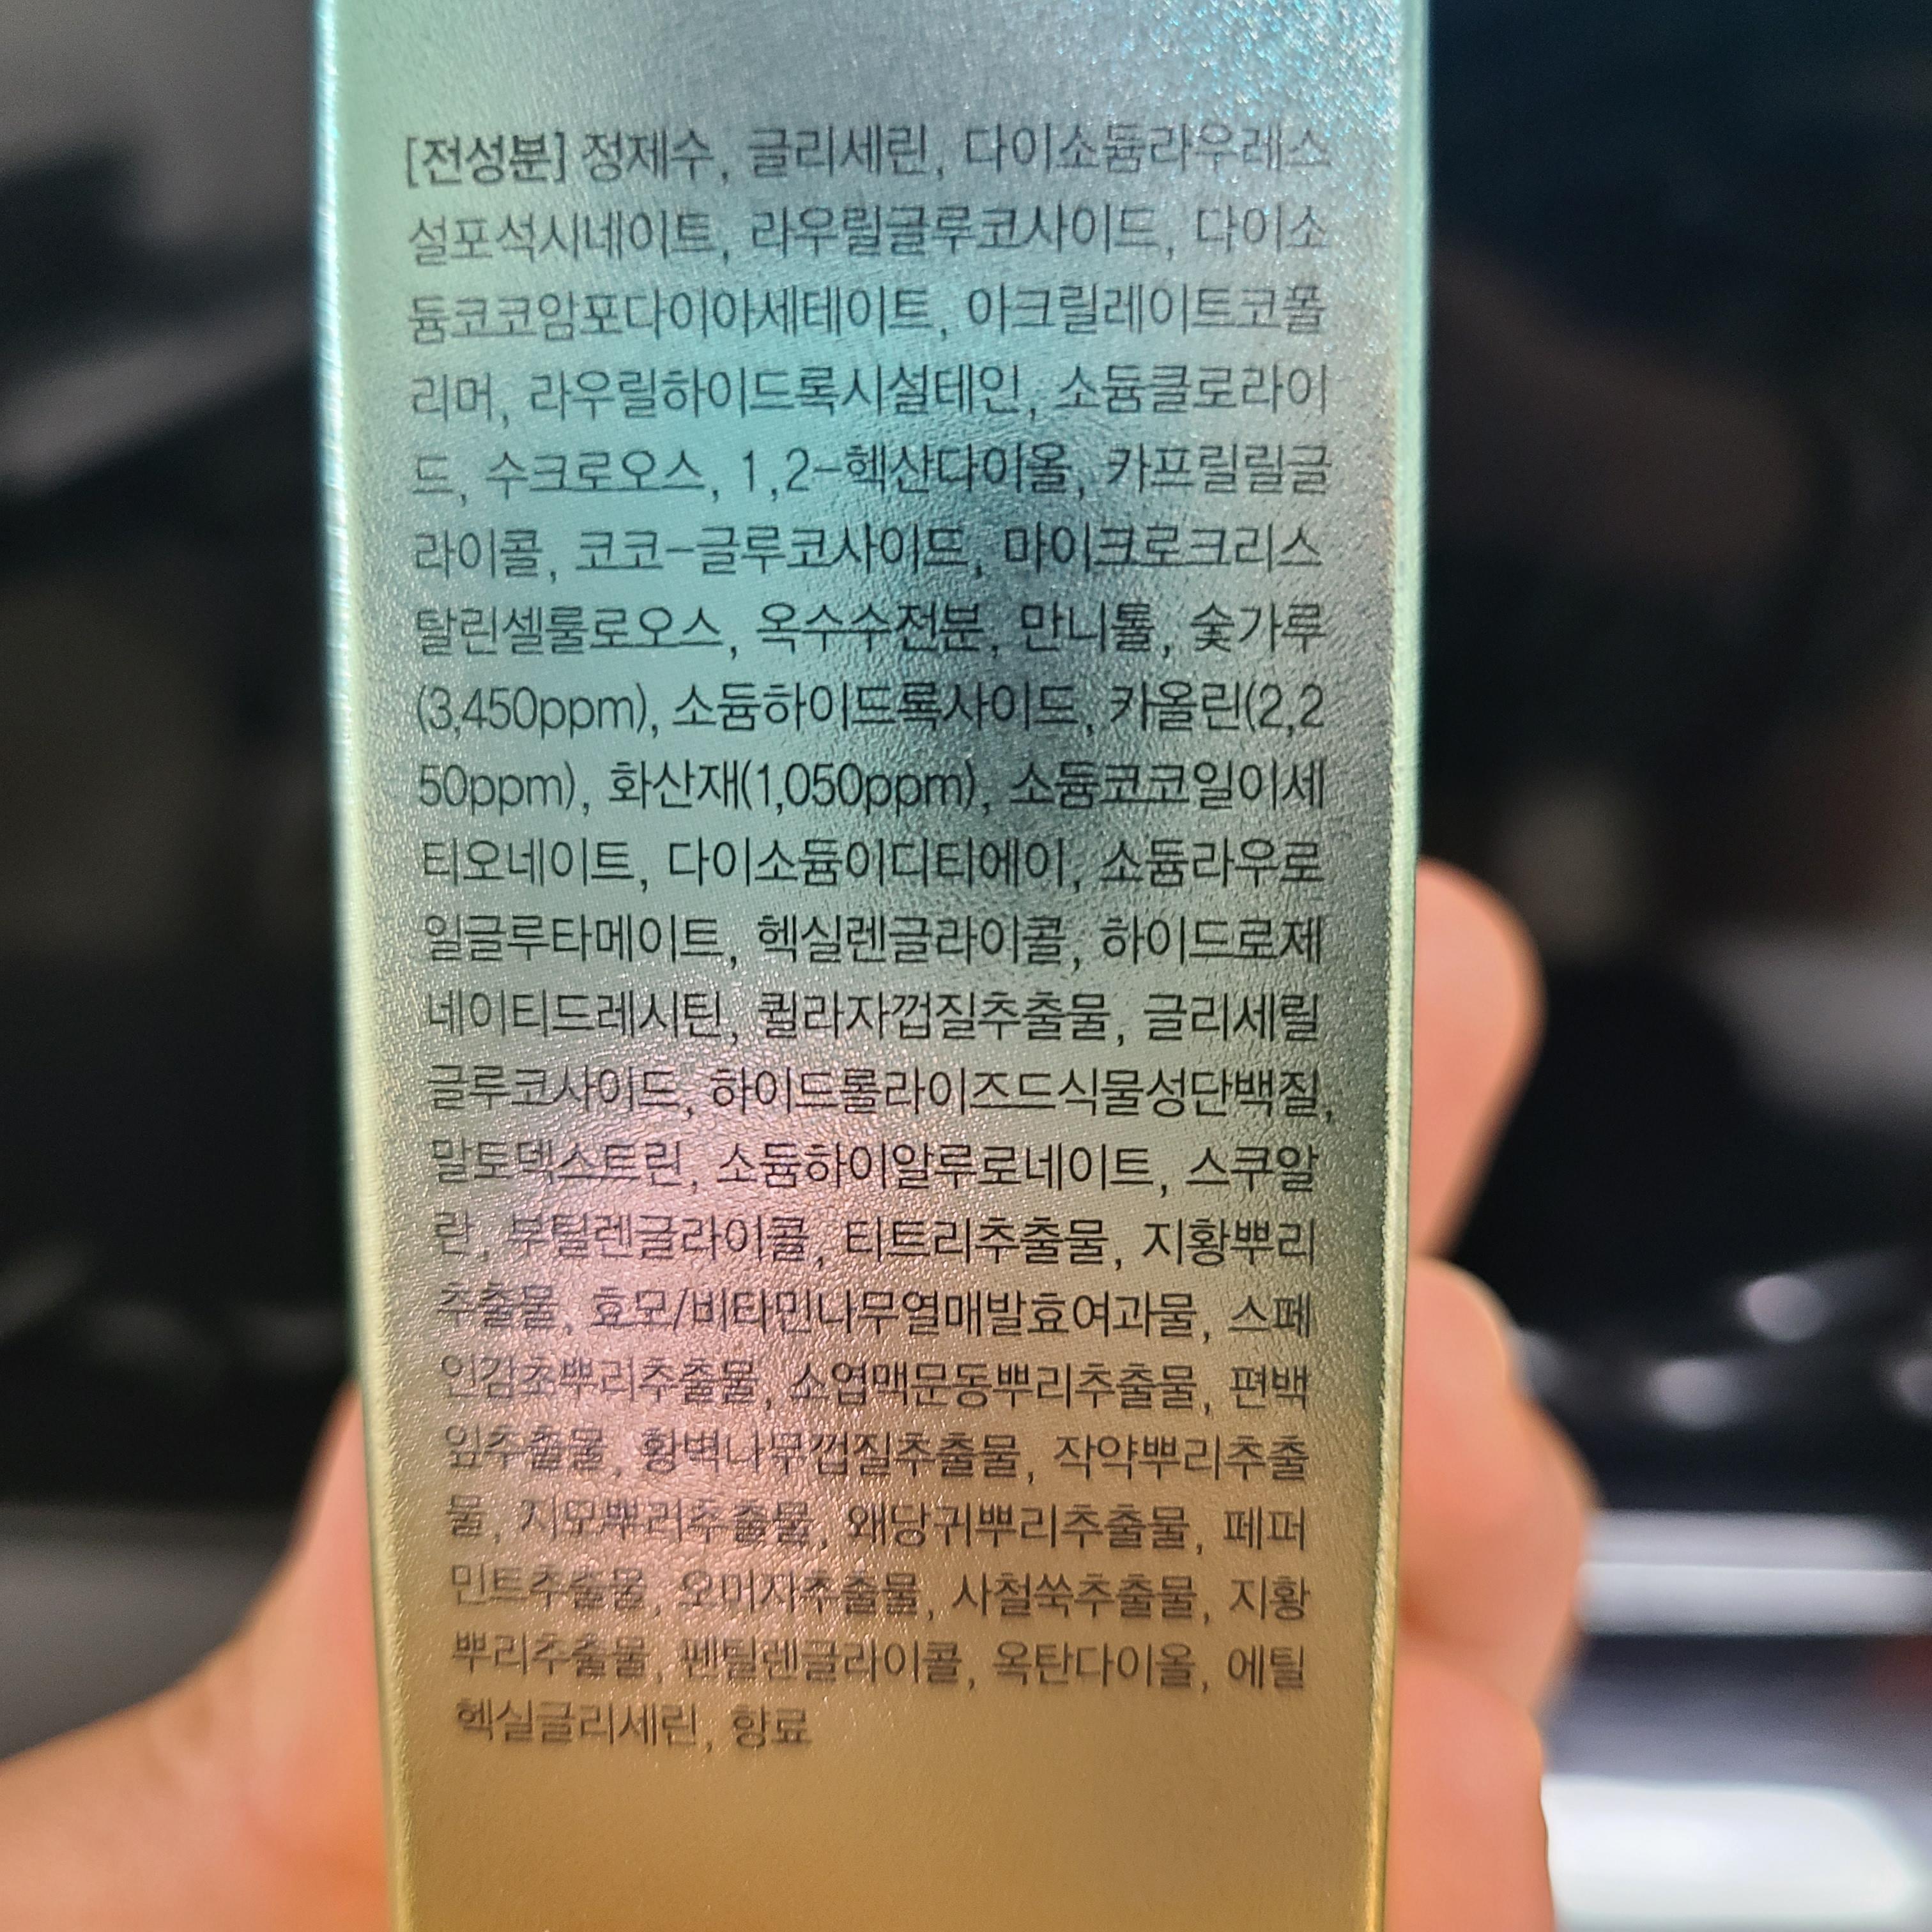 [전성분] 정제수, 글리세린, 다이소듐라우레스
설포석시네이트, 라우릴글루코사이드, 다이소
듐코코암포다이아세테이트, 아크릴레이트코폴
리머, 라우릴하이드록시설테인, 소듐클로라이
드, 수크로오스, 1,2-헥산다이올, 카프릴릴글
라이콜, 코코-글루코사이드, 마이크로크리스
탈린셀룰로오스, 옥수수전분, 만니톨, 숯가루
(3,450ppm), 소듐하이드록사이드, 카올린(2,2
50ppm), 화산재(1,050ppm), 소듐코코일이세
티오네이트, 다이소듐이디티에이, 소듐라우로
일글루타메이트, 헥실렌글라이콜, 하이드로제
네이티드레시틴, 퀼라자껍질추출물, 글리세릴
글루코사이드, 하이드롤라이즈드식물성단백질,
말토덱스트린, 소듐하이알루로네이트, 스쿠알
란, 부틸렌글라이콜, 티트리추출물, 지황뿌리
추출물, 효모/비타민나무열매발효여과물, 스페
인감초뿌리추출물, 소엽맥문동뿌리추출물, 편백
잎추출물, 황벽나무껍질추출물, 작약뿌리추출
물, 지모뿌리추출물, 왜당귀뿌리추출물, 페퍼
민트추출물, 오미자추출물, 사철쑥추출물, 지황
뿌리추출물, 펜틸렌글라이콜, 옥탄다이올, 에틸
헥실글리세린, 향료